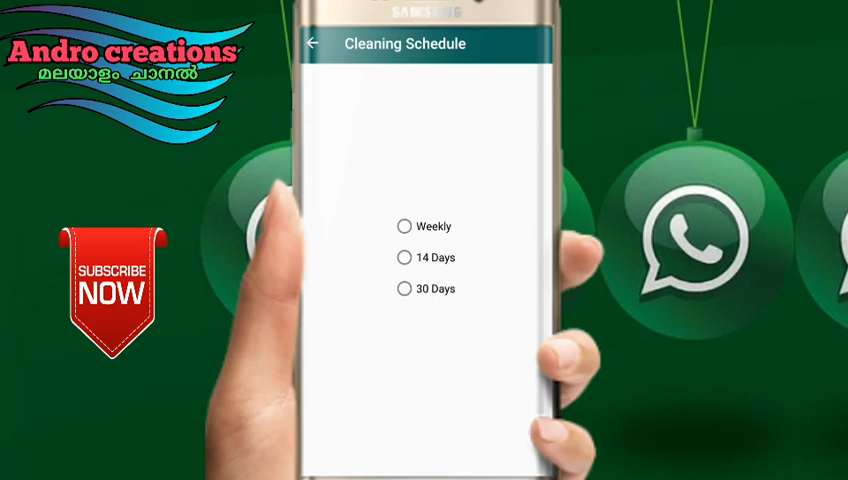 Andro creations
മലയാളം ചാനൽ
SAMSUNG
Cleaning Schedule
Weekly
14 Days
30 Days
SUBSCRIBE
NOW